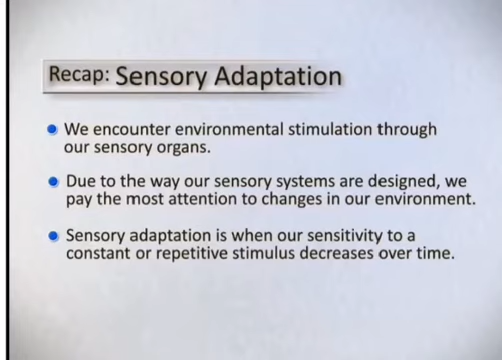 Recap: Sensory Adaptation
We encounter environmental stimulation through
our sensory organs.
Due to the way our sensory systems are designed, we
pay the most attention to changes in our environment.
Sensory adaptation is when our sensitivity to a
constant or repetitive stimulus decreases over time.